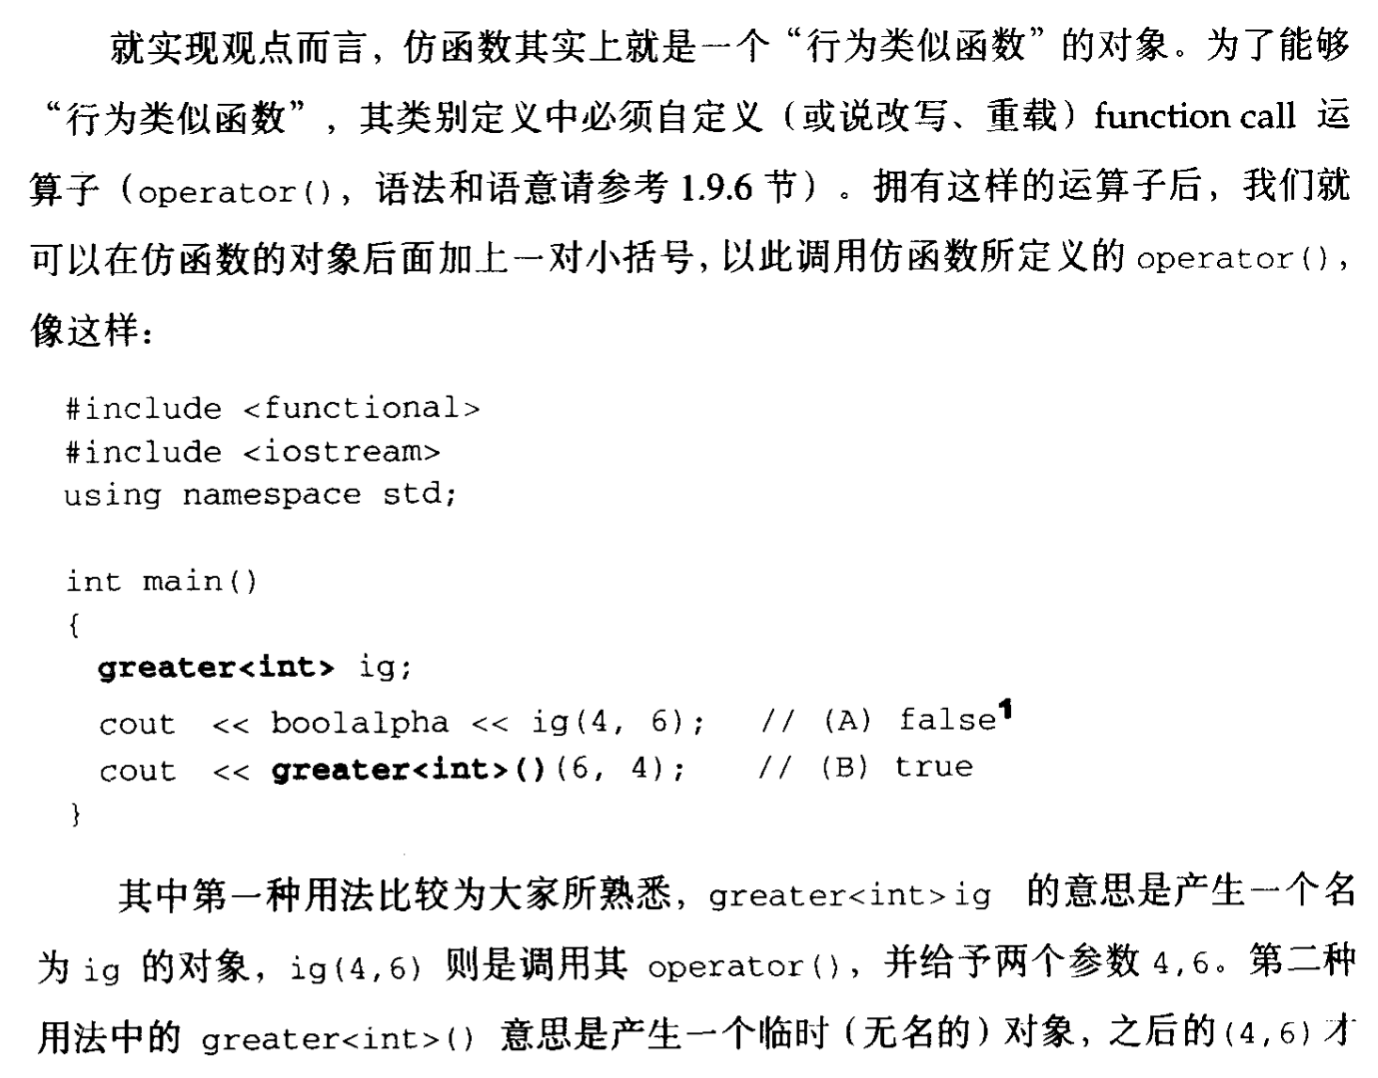 就实现观点而言，仿函数其实上就是一个“行为类似函数”的对象。为了能够
“行为类似函数”，其类别定义中必须自定义（或说改写、重载）function call 运
算子（operator()，语法和语意请参考 1.9.6 节）。拥有这样的运算子后，我们就
可以在仿函数的对象后面加上一对小括号，以此调用仿函数所定义的 operator()，
像这样：
#include <functional>
#include <iostream>
using namespace std;
int main()
{
greater<int> ig;
cout << boolalpha << ig(4, 6); // (A) false1
cout << greater<int>()(6, 4); // (B) true
}
其中第一种用法比较为大家所熟悉，greater<int>ig 的意思是产生一个名
为 ig 的对象，ig(4,6) 则是调用其 operator()，并给予两个参数 4,6。第二种
用法中的 greater<int>() 意思是产生一个临时（无名的）对象，之后的(4,6)才